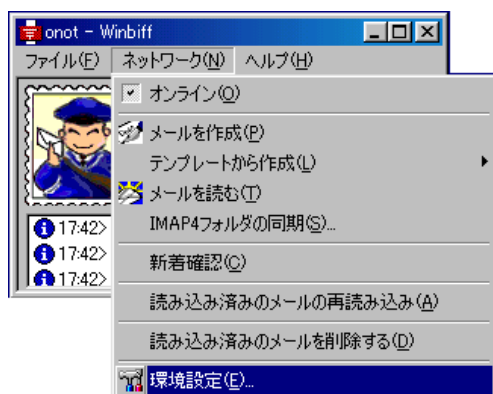 onot - Winbiff
ファイル(F) ネットワーク(N) ヘルプ(H)
オンライン(O)
メールを作成(P)
テンプレートから作成(L)
メールを読む(T)
IMAP4フォルダの同期(S)...
新着確認(C)
読み込み済みのメールの再読み込み(A)
読み込み済みのメールを削除する(D)
環境設定(E)...
17:42>
17:42>
17:42>